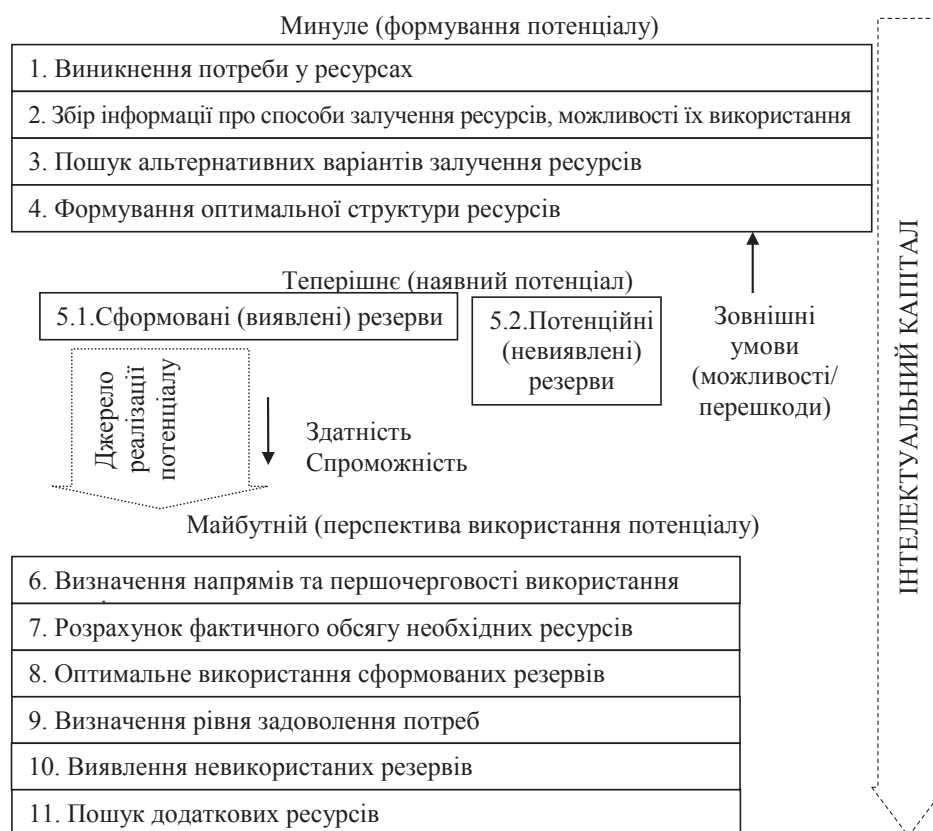 Минуле (формування потенціалу)
1. Виникнення потреби у ресурсах
2. Збір інформації про способи залучення ресурсів, можливості їх використання
3. Пошук альтернативних варіантів залучення ресурсів
4. Формування оптимальної структури ресурсів
Теперішнє (наявний потенціал)
5.1.Сформовані (виявлені) резерви
5.2.Потенційні
(невиявлені)
резерви
Зовнішні
умови
(можливості/
перешкоди)
Джерело
реалізації
потенціалу
Здатність
Спроможність
Майбутній (перспектива використання потенціалу)
6. Визначення напрямів та першочерговості використання
7. Розрахунок фактичного обсягу необхідних ресурсів
8. Оптимальне використання сформованих резервів
9. Визначення рівня задоволення потреб
10. Виявлення невикористаних резервів
11. Пошук додаткових ресурсів
ІНТЕЛЕКТУАЛЬНИЙ КАПІТАЛ